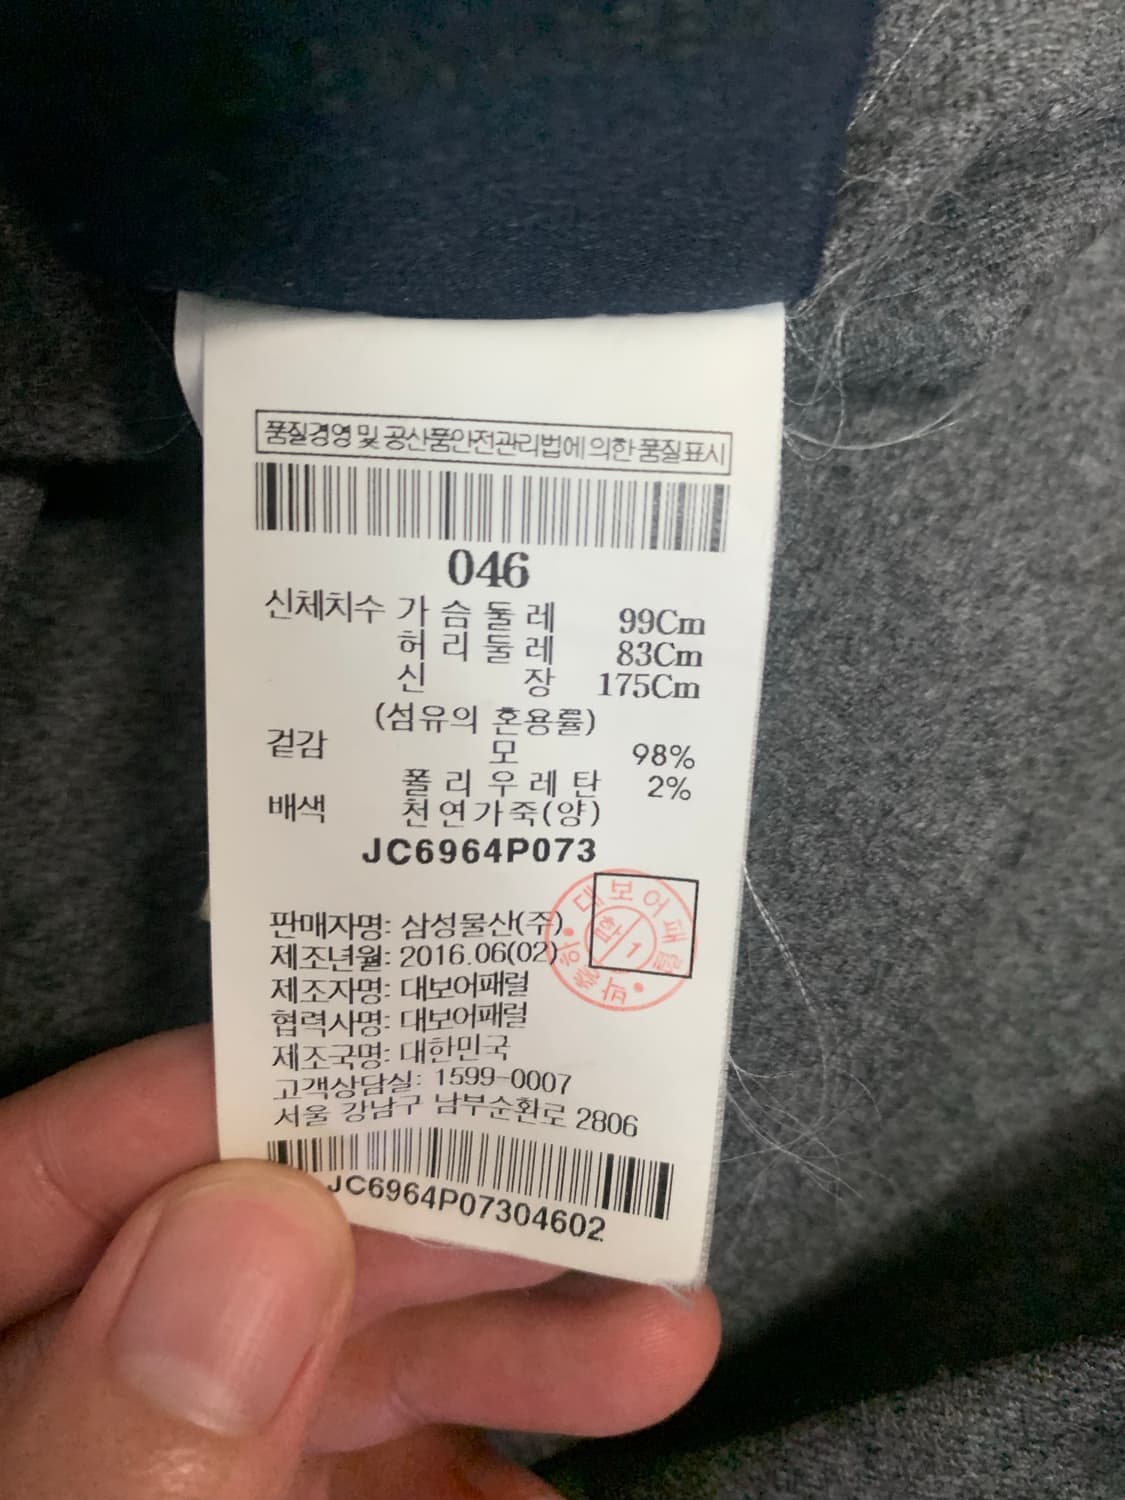 품질경영 및 공산품안전관리법에 의한 품질표시
046
신체치수 가슴둘레 99Cm
허리둘레 83Cm
신장 175Cm
(섬유의 혼용률)
겉감 모 98%
폴리우레탄 2%
배색 천연가죽(양)
JC6964P073
판매자명: 삼성물산(주)
제조년월: 2016.06(02)
제조자명: 대보어패럴
협력사명: 대보어패럴
제조국명: 대한민국
고객상담실: 1599-0007
서울 강남구 남부순환로 2806
JC6964P07304602
대보어패럴
합/1